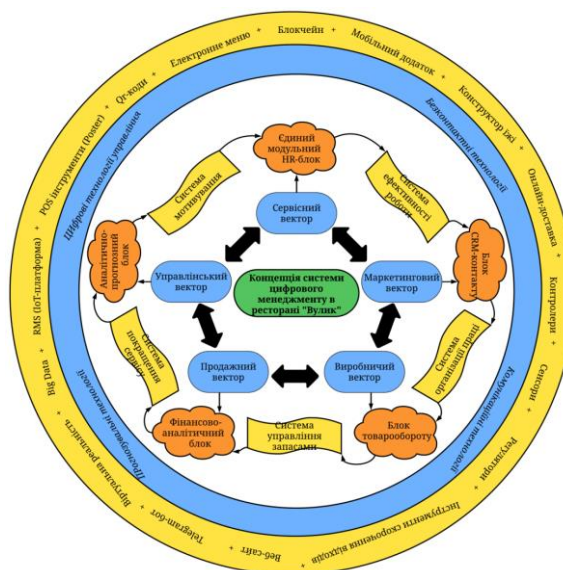 Блокчейн + Мобільний додаток + Конструктор їжі + Онлайн-доставка + Контролери + Сенсори + Регулятори + Інструменти скорочення відходів + Веб-сайт + Telegram-бот + Віртуальна реальність + Big Data + RMS (IoT-платформа) + POS інструменти (Poster) + Qr-коди + Електронне меню +
Цифрові технології управління
Безконтактні технології
Комунікаційні технології
Прогнозувальні технології
Єдиний
модульний
HR-блок
Система
мотивування
Система
ефективності
роботи
Сервісний
вектор
Аналітично-
прогнозний
блок
Управлінський
вектор
Концепція системи
цифрового
менеджменту в
ресторані "Вулик"
Маркетинговий
вектор
Блок
CRM-контакту
Система
покращення
сервісу
Система
організації праці
Продажний
вектор
Виробничий
вектор
Фінансово-
аналітичний
блок
Система
управління
запасами
Блок
товарообороту